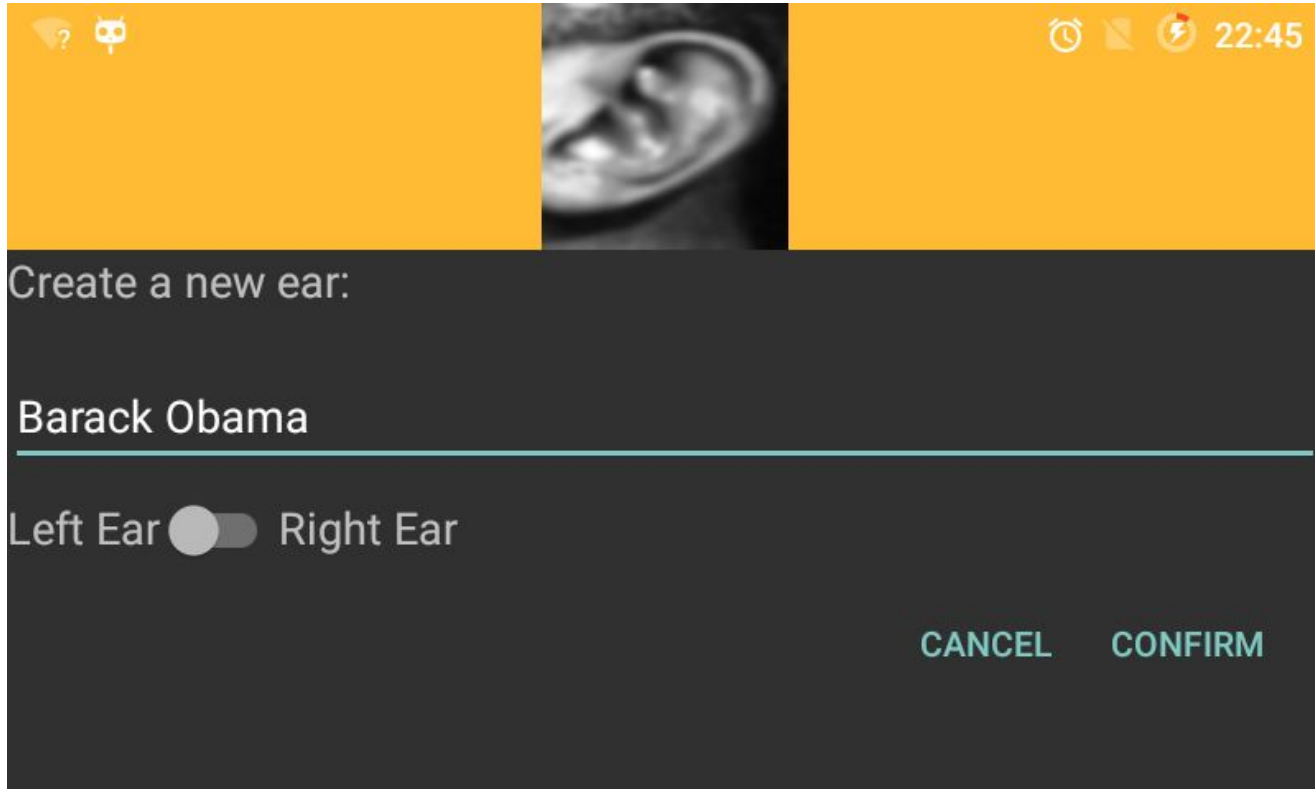 ? 22:45
Create a new ear:
Barack Obama
Left Ear Right Ear
CANCEL CONFIRM